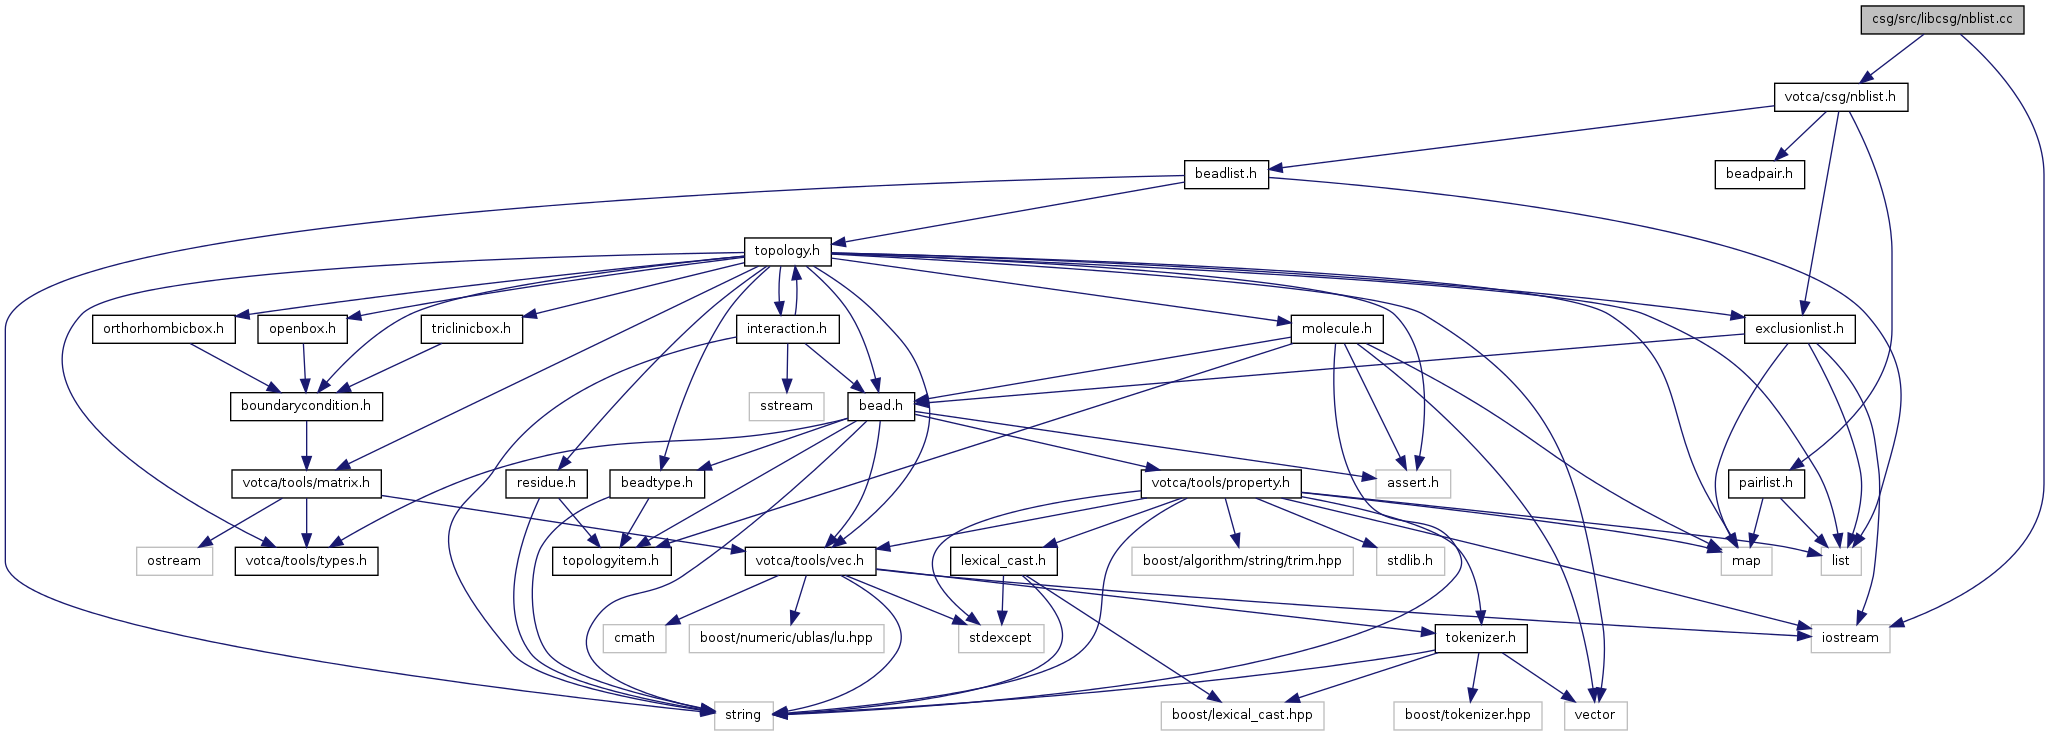 csg/src/libcsg/nblist.cc
votca/csg/nblist.h
beadlist.h
beadpair.h
topology.h
orthorhombicbox.h
openbox.h
triclinicbox.h
interaction.h
molecule.h
exclusionlist.h
boundarycondition.h
sstream
bead.h
votca/tools/matrix.h
residue.h
beadtype.h
votca/tools/property.h
assert.h
pairlist.h
ostream
votca/tools/types.h
topologyitem.h
votca/tools/vec.h
lexical_cast.h
boost/algorithm/string/trim.hpp
stdlib.h
map
list
cmath
boost/numeric/ublas/lu.hpp
stdexcept
tokenizer.h
iostream
string
boost/lexical_cast.hpp
boost/tokenizer.hpp
vector